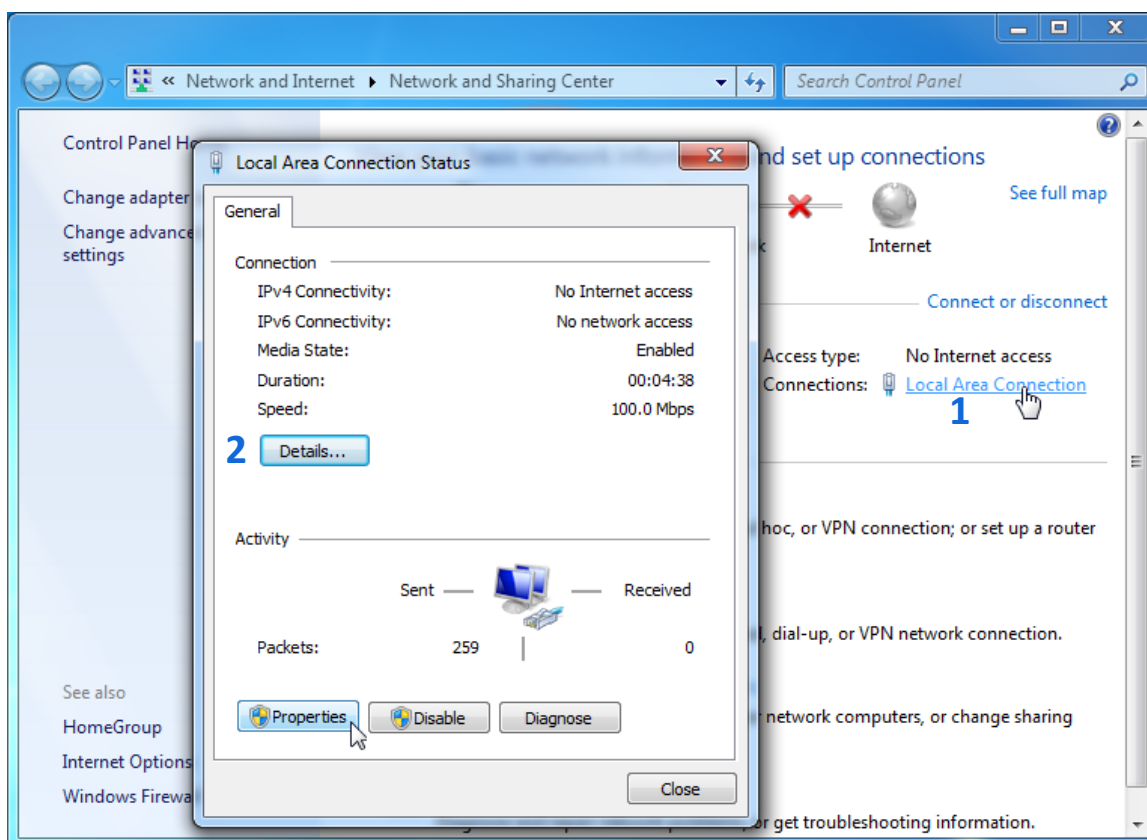 « Network and Internet ▸ Network and Sharing Center
Search Control Panel
Control Panel Ho
Change adapter
Change advance
settings
See also
HomeGroup
Internet Options
Windows Firewa
Local Area Connection Status
General
Connection
IPv4 Connectivity: No Internet access
IPv6 Connectivity: No network access
Media State: Enabled
Duration: 00:04:38
Speed: 100.0 Mbps
2 Details...
Activity
Sent Received
Packets: 259 0
Properties Disable Diagnose
Close
nd set up connections
See full map
Internet
Connect or disconnect
Access type: No Internet access
Connections: Local Area Connection
1
hoc, or VPN connection; or set up a router
, dial-up, or VPN network connection.
network computers, or change sharing
or get troubleshooting information.